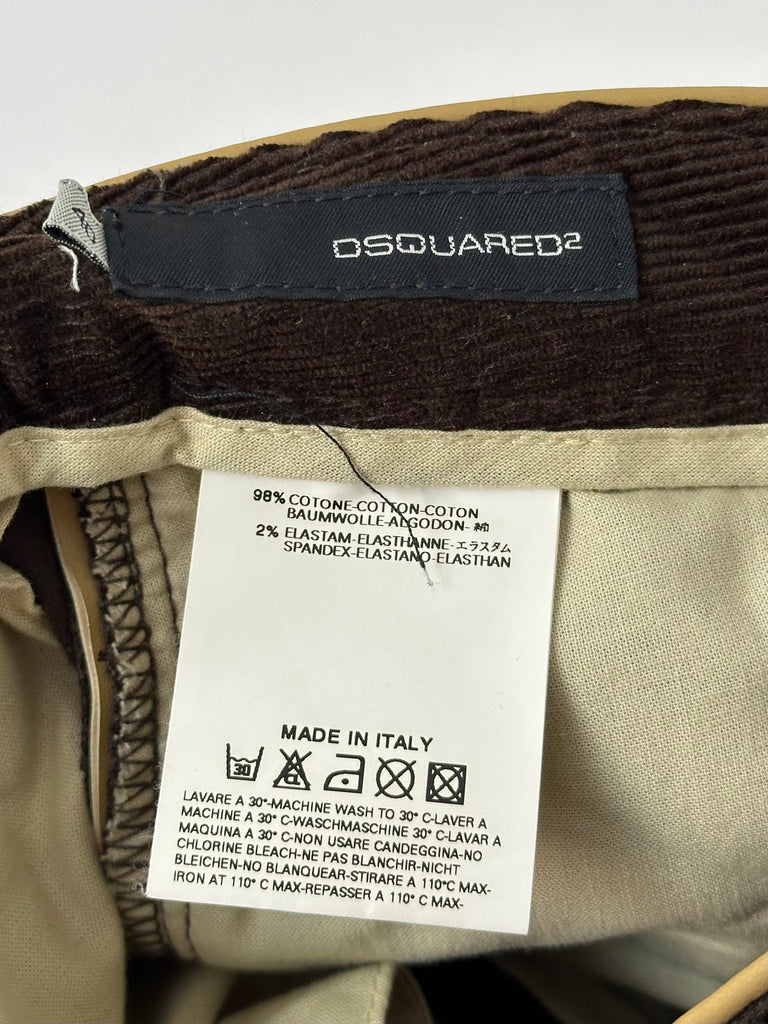 DSQUARED2
98% COTONE-COTTON-COTON
BAUMWOLLE-ALGODON-綿
2% ELASTAM-ELASTHANNE-エラスタム
SPANDEX-ELASTANO-ELASTHAN
MADE IN ITALY
30
CL
LAVARE A 30°-MACHINE WASH TO 30° C-LAVER A
MACHINE A 30° C-WASCHMASCHINE 30° C-LAVAR A
MAQUINA A 30° C-NON USARE CANDEGGINA-NO
CHLORINE BLEACH-NE PAS BLANCHIR-NICHT
BLEICHEN-NO BLANQUEAR-STIRARE A 110°C MAX-
IRON AT 110° C MAX-REPASSER A 110° C MAX-